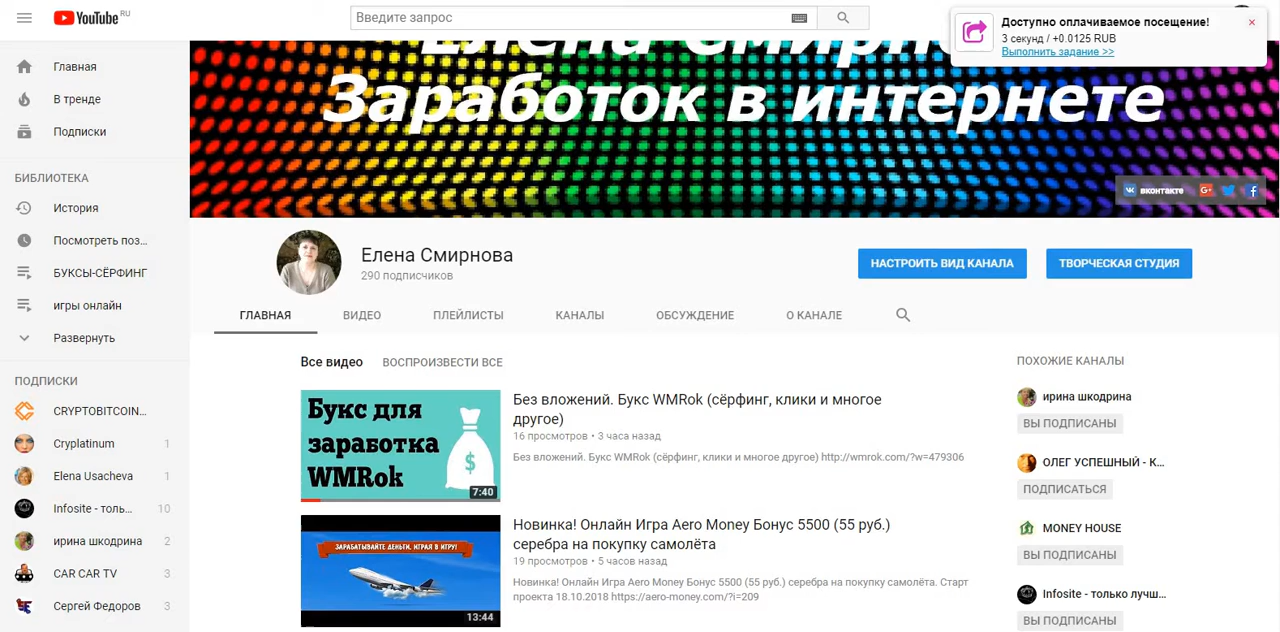 YouTube RU
Введите запрос
Доступно оплачиваемое посещение!
3 секунд / +0.0125 RUB
Выполнить задание >>
Главная
В тренде
Подписки
БИБЛИОТЕКА
История
Посмотреть поз...
БУКСЫ-СЁРФИНГ
игры онлайн
Развернуть
ПОДПИСКИ
CRYPTOBITCOIN...
Cryplatinum 1
Elena Usacheva 1
Infosite - толь... 10
ирина шкодрина 2
CAR CAR TV 3
Сергей Федоров 3
Елена Смирн
Заработок в интернете
вконтакте
G+
Елена Смирнова
290 подписчиков
НАСТРОИТЬ ВИД КАНАЛА
ТВОРЧЕСКАЯ СТУДИЯ
ГЛАВНАЯ ВИДЕО ПЛЕЙЛИСТЫ КАНАЛЫ ОБСУЖДЕНИЕ О КАНАЛЕ
Все видео ВОСПРОИЗВЕСТИ ВСЕ
Букс для
заработка
WMRok
$
7:40
Без вложений. Букс WMRok (сёрфинг, клики и многое
другое)
16 просмотров • 3 часа назад
Без вложений. Букс WMRok (сёрфинг, клики и многое другое) http://wmrok.com/?w=479306
ЗАРАБАТЫВАЙТЕ ДЕНЬГИ, ИГРАЯ В ИГРУ!
13:44
Новинка! Онлайн Игра Aero Money Бонус 5500 (55 руб.)
серебра на покупку самолёта
19 просмотров • 5 часов назад
Новинка! Онлайн Игра Aero Money Бонус 5500 (55 руб.) серебра на покупку самолёта. Старт
проекта 18.10.2018 https://aero-money.com/?i=209
ПОХОЖИЕ КАНАЛЫ
ирина шкодрина
ВЫ ПОДПИСАНЫ
ОЛЕГ УСПЕШНЫЙ - К...
ПОДПИСАТЬСЯ
MONEY HOUSE
ВЫ ПОДПИСАНЫ
Infosite - только лучш...
ВЫ ПОДПИСАНЫ